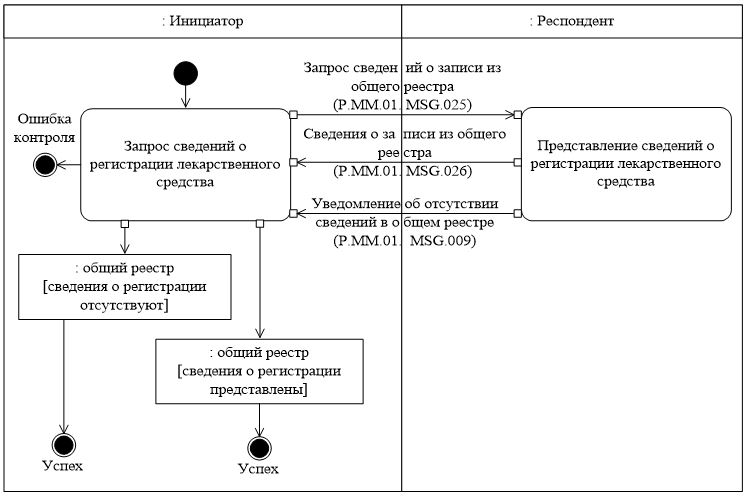 : Инициатор
: Респондент
Запрос сведений о записи из
общего реестра
(P.MM.01. MSG.025)
Ошибка
контроля
Запрос сведений о
регистрации лекарственного
средства
Сведения о записи из общего
реестра
(P.MM.01. MSG.026)
Представление сведений о
регистрации лекарственного
средства
Уведомление об отсутствии
сведений в общем реестре
(P.MM.01. MSG.009)
: общий реестр
[сведения о регистрации
отсутствуют]
: общий реестр
[сведения о регистрации
представлены]
Успех
Успех